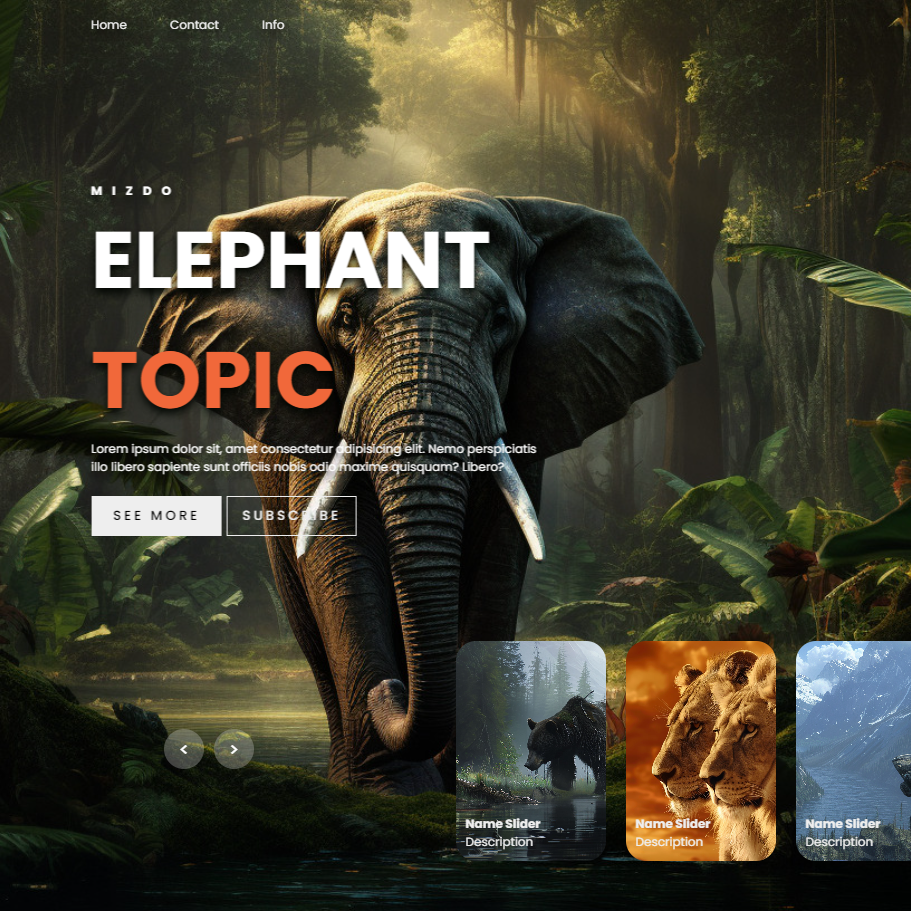 Home Contact Info
MIZDO
ELEPHANT
TOPIC
Lorem ipsum dolor sit, amet consectetur adipisicing elit. Nemo perspiciatis
illo libero sapiente sunt officiis nobis odio maxime quisquam? Libero?
SEE MORE SUBSCRIBE
Name Slider Name Slider Name Slider
Description Description Description